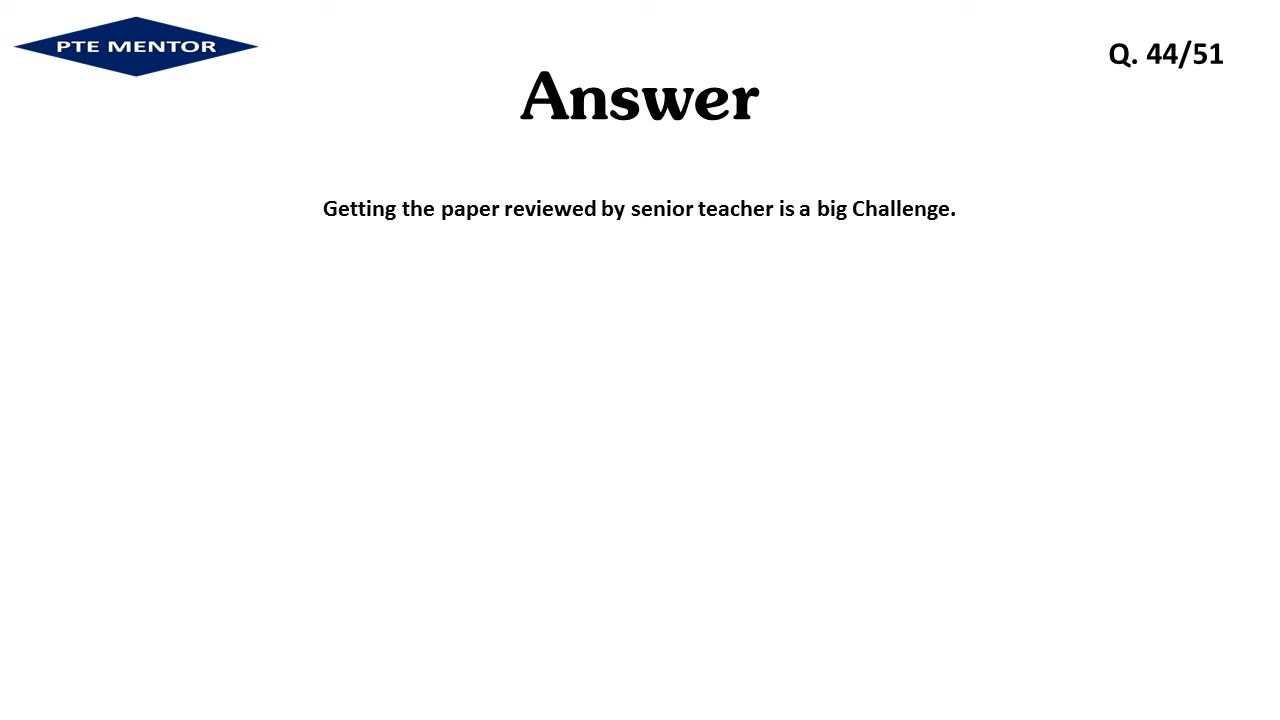 PTE MENTOR
Q. 44/51
Answer
Getting the paper reviewed by senior teacher is a big Challenge.